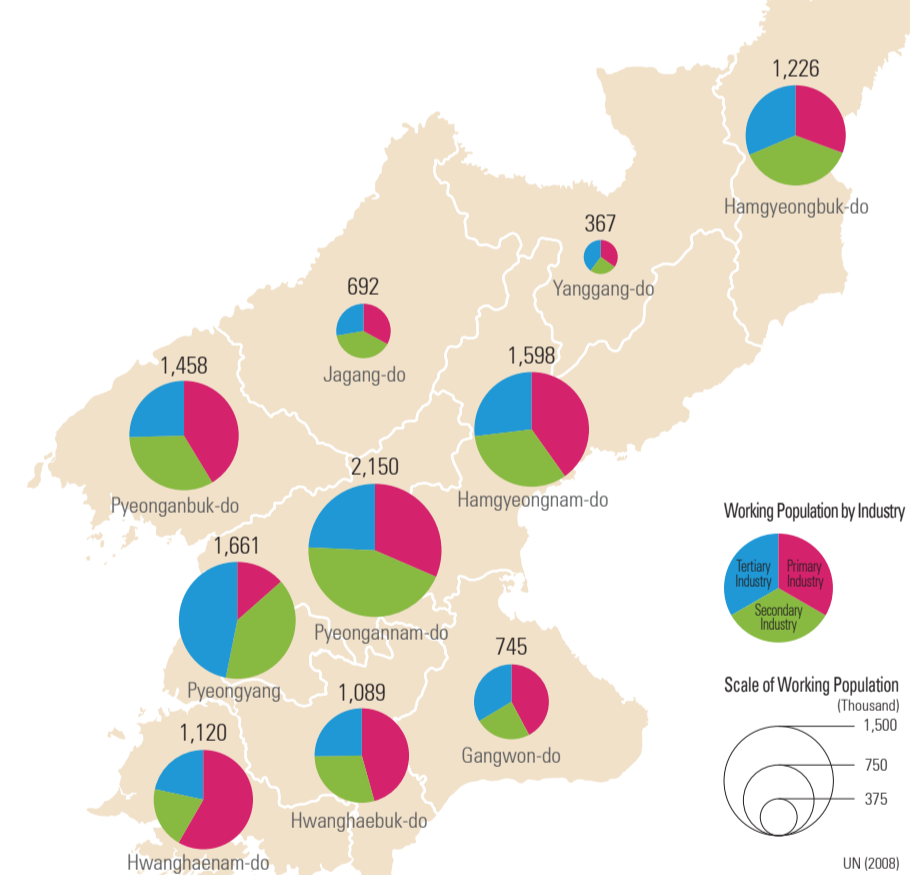 1,226
Hamgyeongbuk-do
367
Yanggang-do
692
Jagang-do
1,598
Hamgyeongnam-do
1,458
Pyeonganbuk-do
2,150
Pyeongannam-do
1,661
Pyeongyang
745
Gangwon-do
1,089
Hwanghaebuk-do
1,120
Hwanghaenam-do
Working Population by Industry
Tertiary
Industry
Primary
Industry
Secondary
Industry
Scale of Working Population
(Thousand)
1,500
750
375
UN (2008)